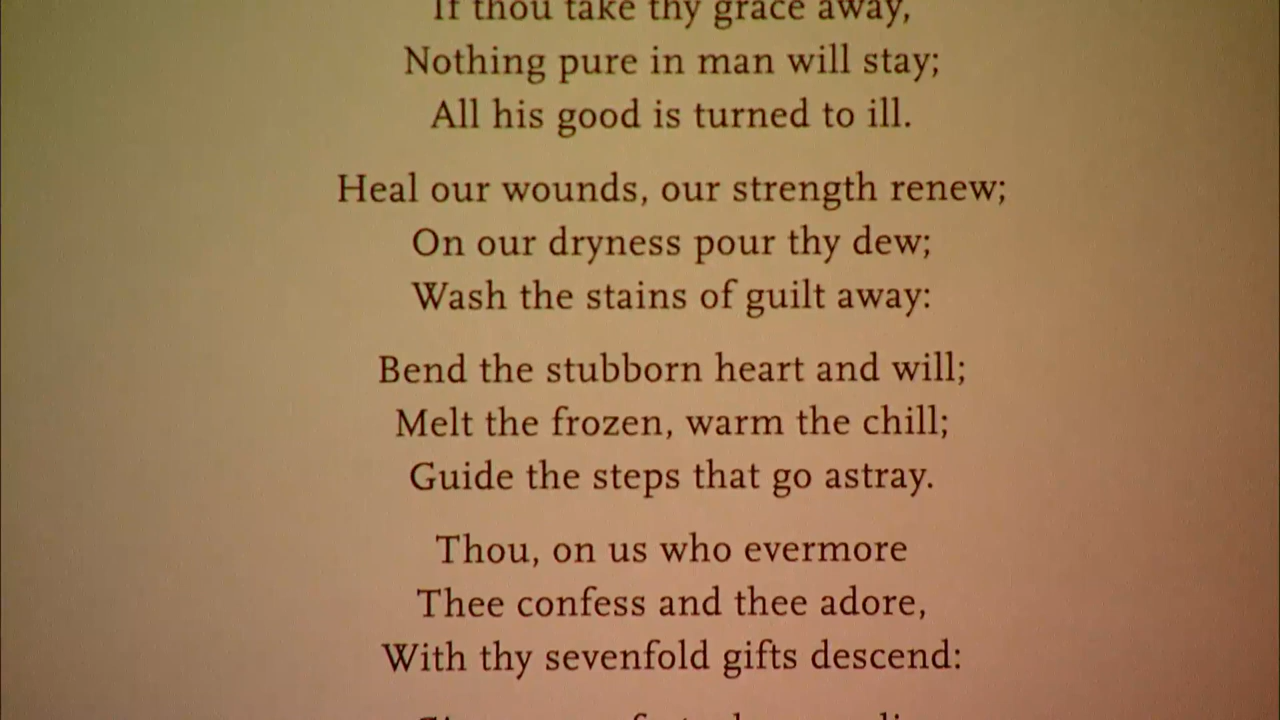 If thou take thy grace away,
Nothing pure in man will stay;
All his good is turned to ill.
Heal our wounds, our strength renew;
On our dryness pour thy dew;
Wash the stains of guilt away:
Bend the stubborn heart and will;
Melt the frozen, warm the chill;
Guide the steps that go astray.
Thou, on us who evermore
Thee confess and thee adore,
With thy sevenfold gifts descend: